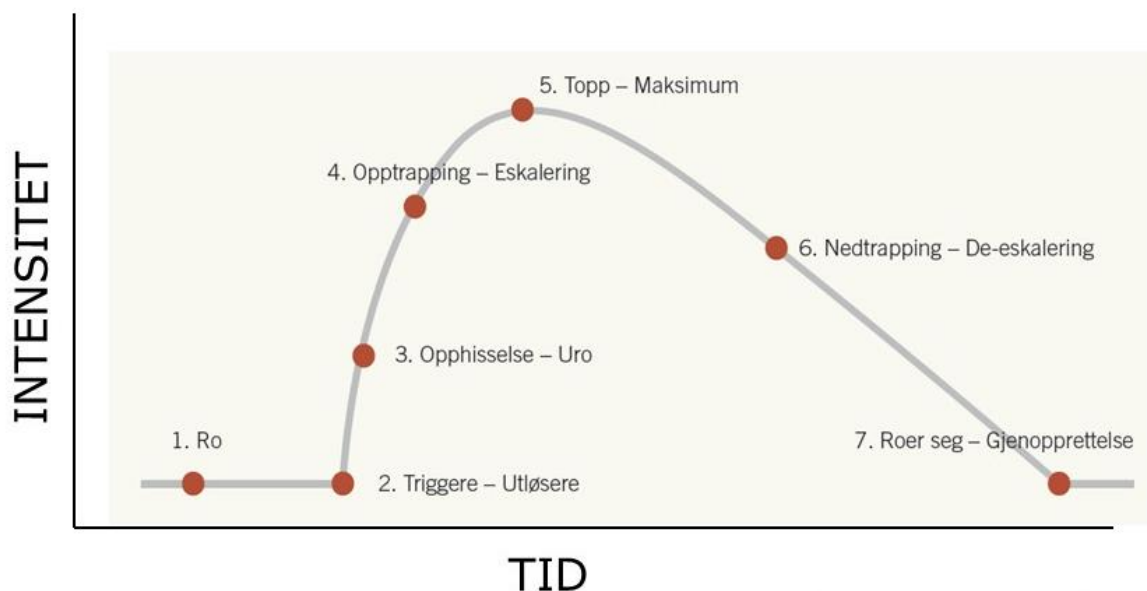 INTENSITET
5. Topp – Maksimum
4. Opptrapping – Eskalering
6. Nedtrapping – De-eskalering
3. Opphisselse – Uro
1. Ro
7. Roer seg – Gjenopprettelse
2. Triggere – Utløsere
TID